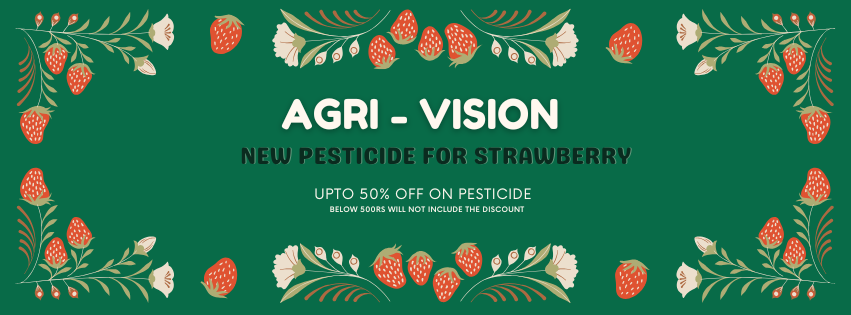 AGRI - VISION
NEW PESTICIDE FOR STRAWBERRY
UPTO 50% OFF ON PESTICIDE
BELOW 500RS WILL NOT INCLUDE THE DISCOUNT